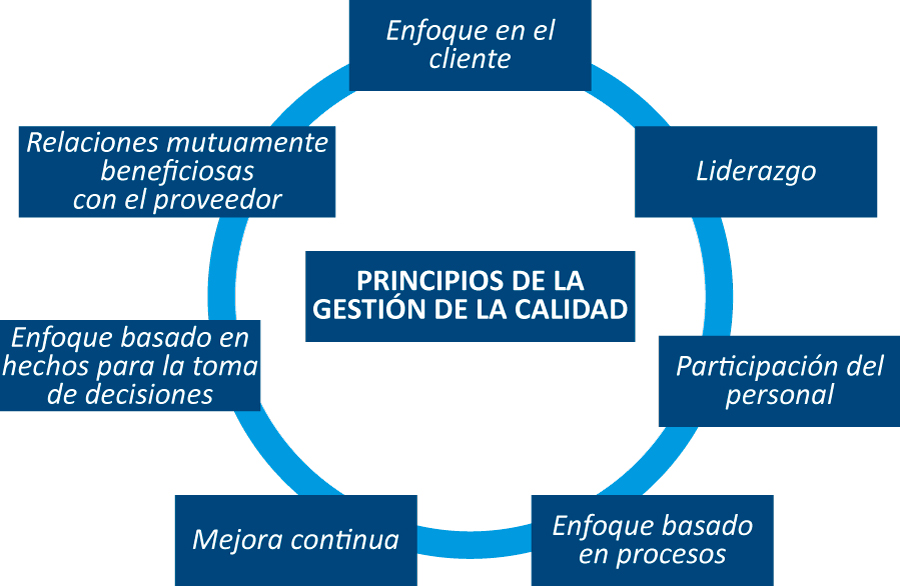 Enfoque en el
cliente
Relaciones mutuamente
beneficiosas
con el proveedor
Liderazgo
PRINCIPIOS DE LA
GESTIÓN DE LA CALIDAD
Enfoque basado en
hechos para la toma
de decisiones
Participación del
personal
Mejora continua
Enfoque basado
en procesos